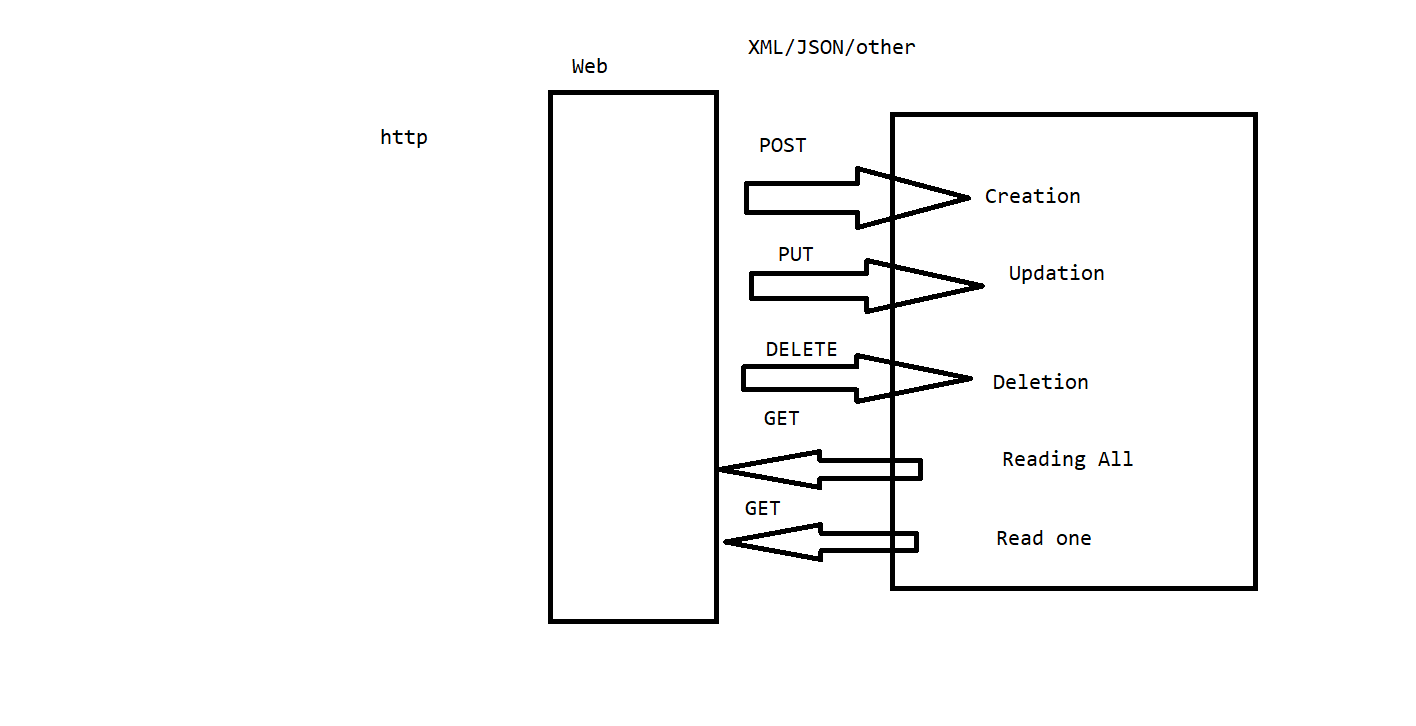 XML/JSON/other
Web
http
POST
Creation
PUT
Updation
DELETE
Deletion
GET
Reading All
GET
Read one